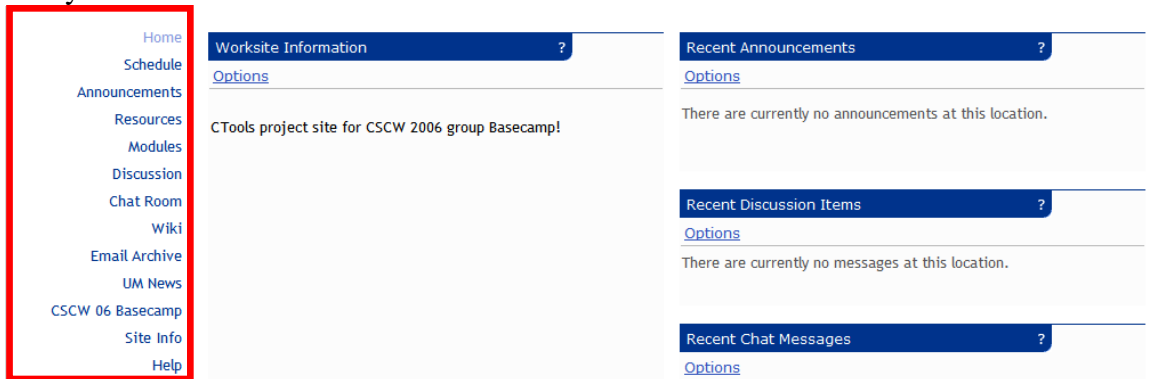 Home
Schedule
Announcements
Resources
Modules
Discussion
Chat Room
Wiki
Email Archive
UM News
CSCW 06 Basecamp
Site Info
Help
Worksite Information ?
Options
CTools project site for CSCW 2006 group Basecamp!
Recent Announcements ?
Options
There are currently no announcements at this location.
Recent Discussion Items ?
Options
There are currently no messages at this location.
Recent Chat Messages ?
Options